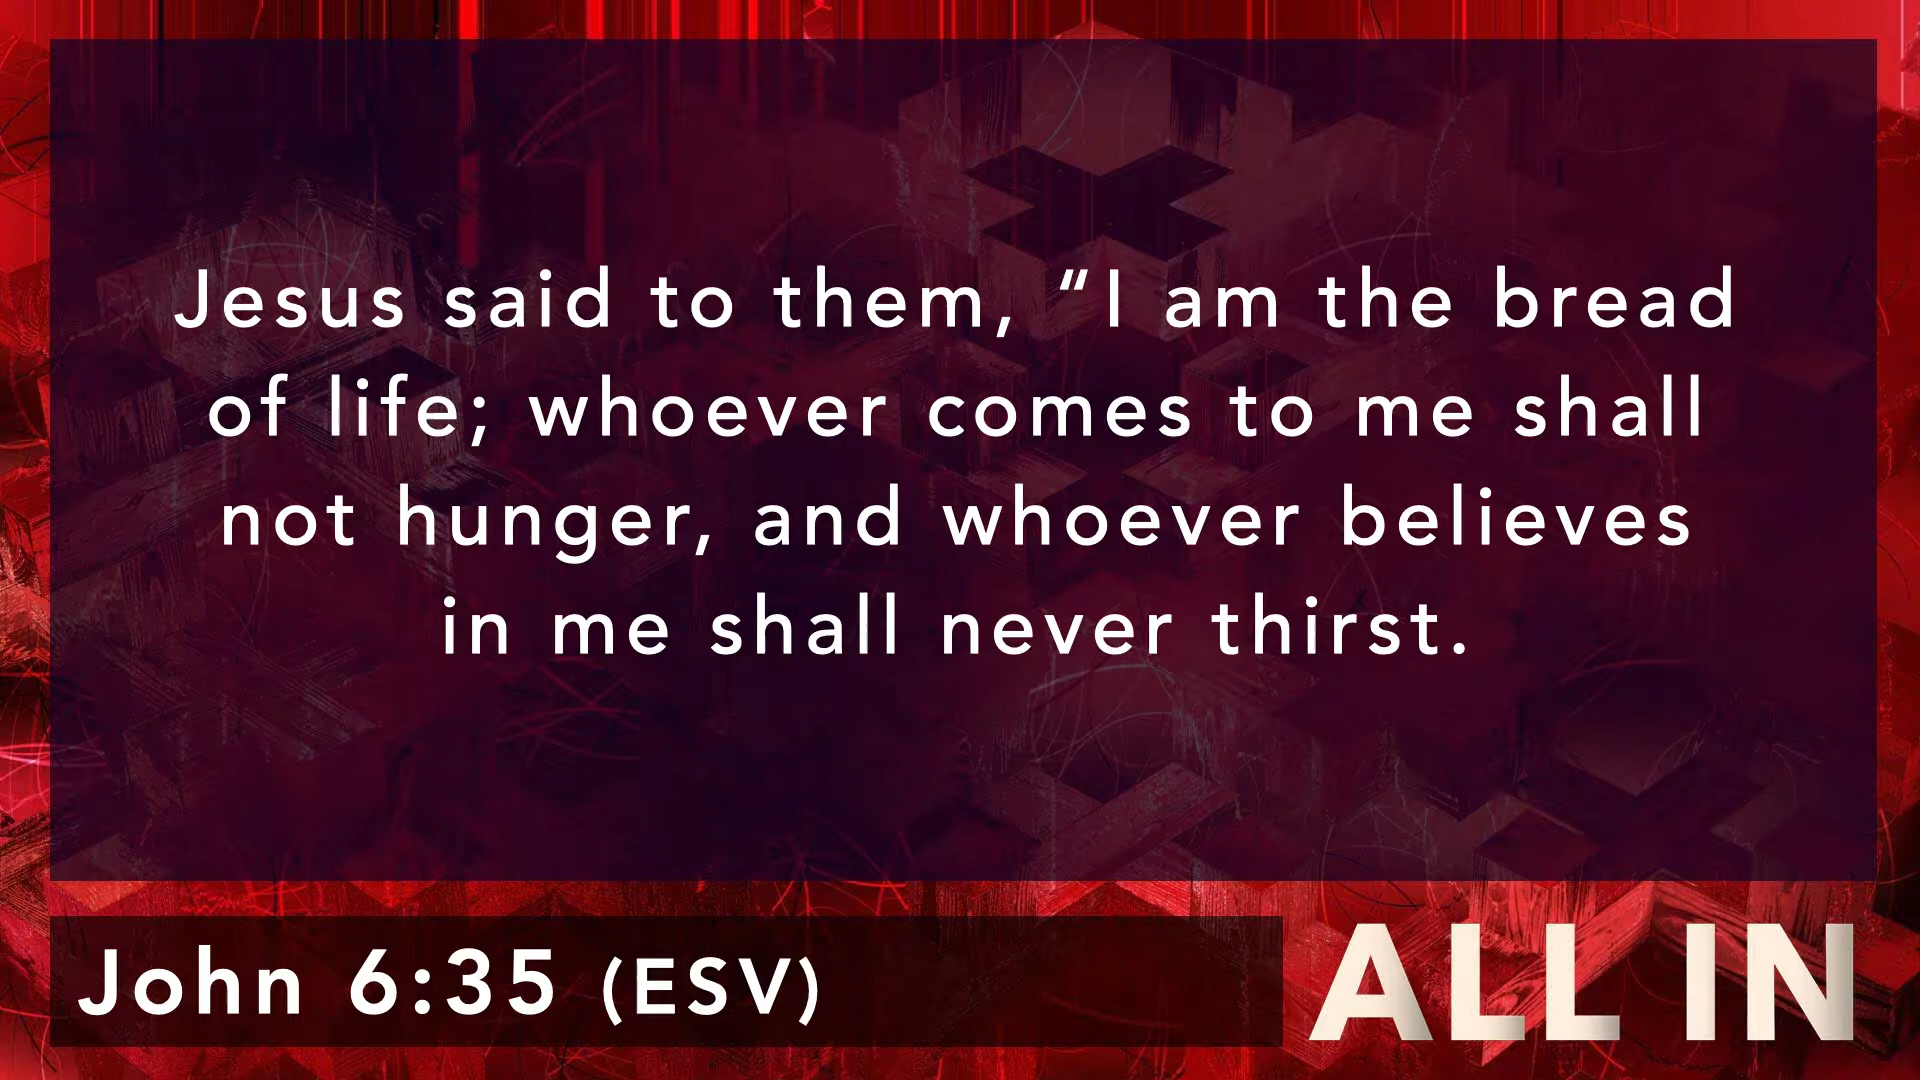 Jesus said to them, “I am the bread
of life; whoever comes to me shall
not hunger, and whoever believes
in me shall never thirst.
John 6:35 (ESV)
ALL IN